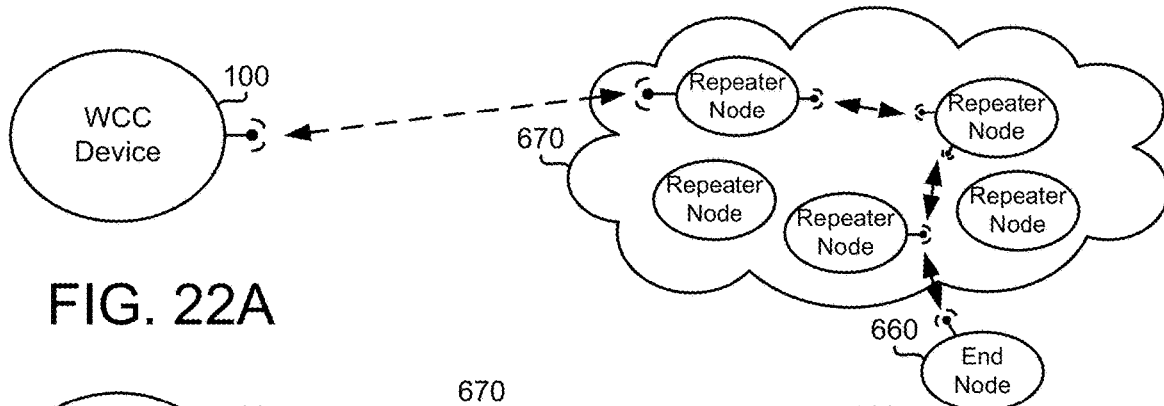 100
WCC
Device
Repeater
Node
Repeater
Node
670
Repeater
Node
Repeater
Node
Repeater
Node
FIG. 22A
660
End
Node
670